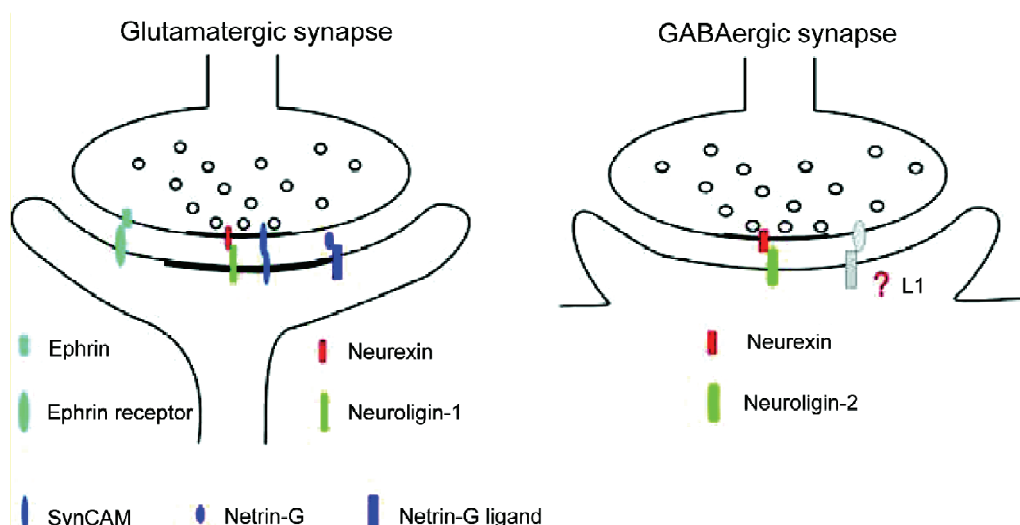 Glutamatergic synapse
GABAergic synapse
? L1
Ephrin
Neurexin
Neurexin
Ephrin receptor
Neuroligin-1
Neuroligin-2
SynCAM
Netrin-G
Netrin-G ligand